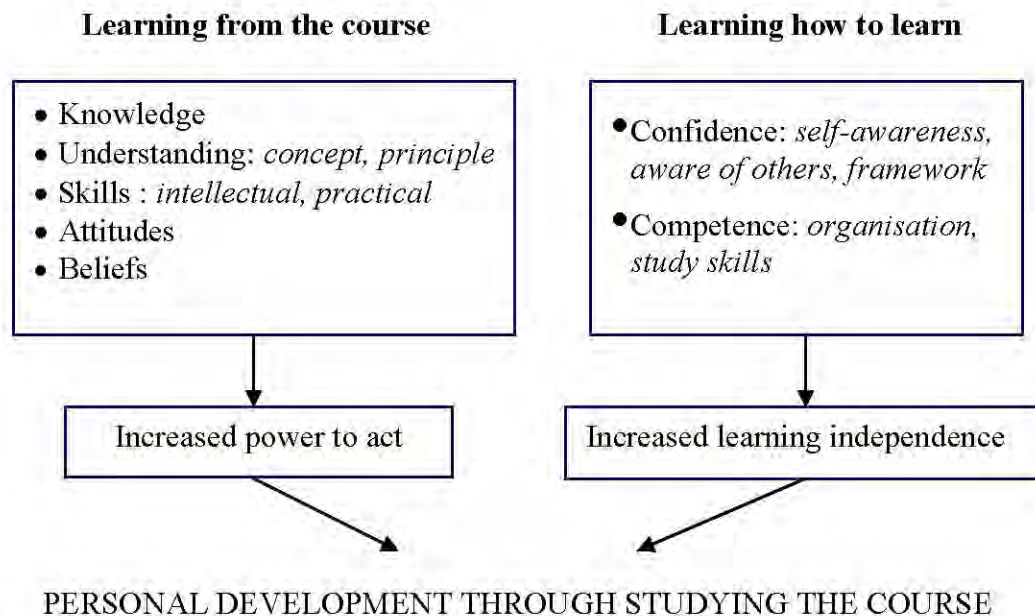 Learning from the course
• Knowledge
• Understanding: concept, principle
• Skills : intellectual, practical
• Attitudes
• Beliefs
Increased power to act
Learning how to learn
• Confidence: self-awareness,
aware of others, framework
• Competence: organisation,
study skills
Increased learning independence
PERSONAL DEVELOPMENT THROUGH STUDYING THE COURSE